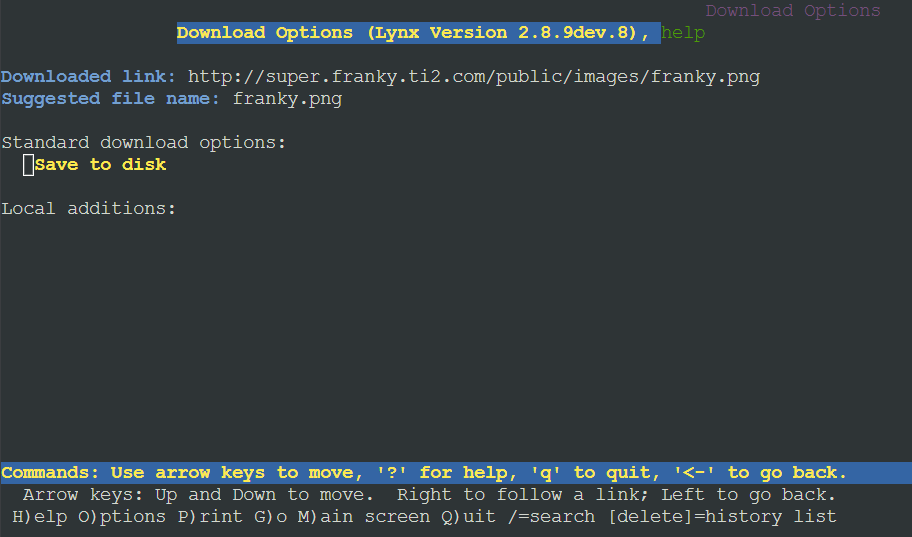 Download Options
Download Options (Lynx Version 2.8.9dev.8), help
Downloaded link: http://super.franky.ti2.com/public/images/franky.png
Suggested file name: franky.png
Standard download options:
Save to disk
Local additions:
Commands: Use arrow keys to move, '?' for help, 'q' to quit, '<-' to go back.
Arrow keys: Up and Down to move.  Right to follow a link; Left to go back.
H)elp O)ptions P)rint G)o M)ain screen Q)uit /=search [delete]=history list